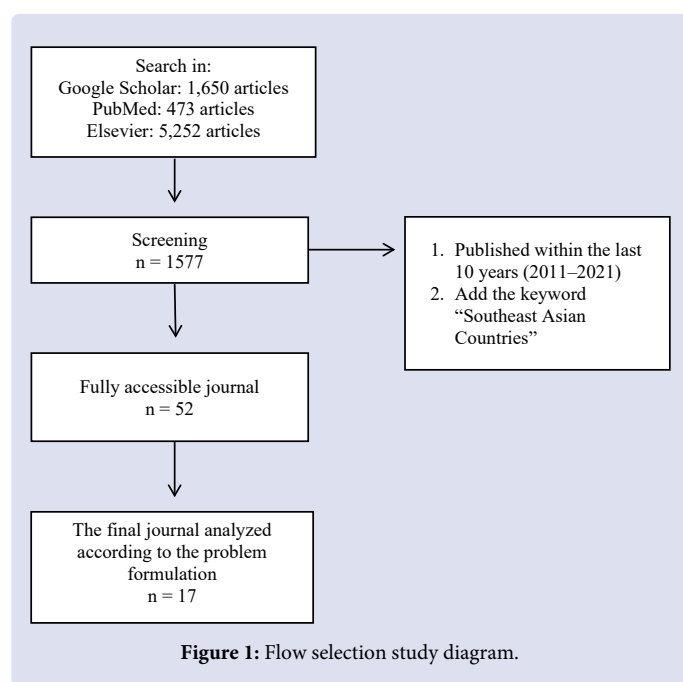 Search in:
Google Scholar: 1,650 articles
PubMed: 473 articles
Elsevier: 5,252 articles
Screening
n = 1577
1. Published within the last
10 years (2011–2021)
2. Add the keyword
“Southeast Asian
Countries”
Fully accessible journal
n = 52
The final journal analyzed
according to the problem
formulation
n = 17
Figure 1: Flow selection study diagram.